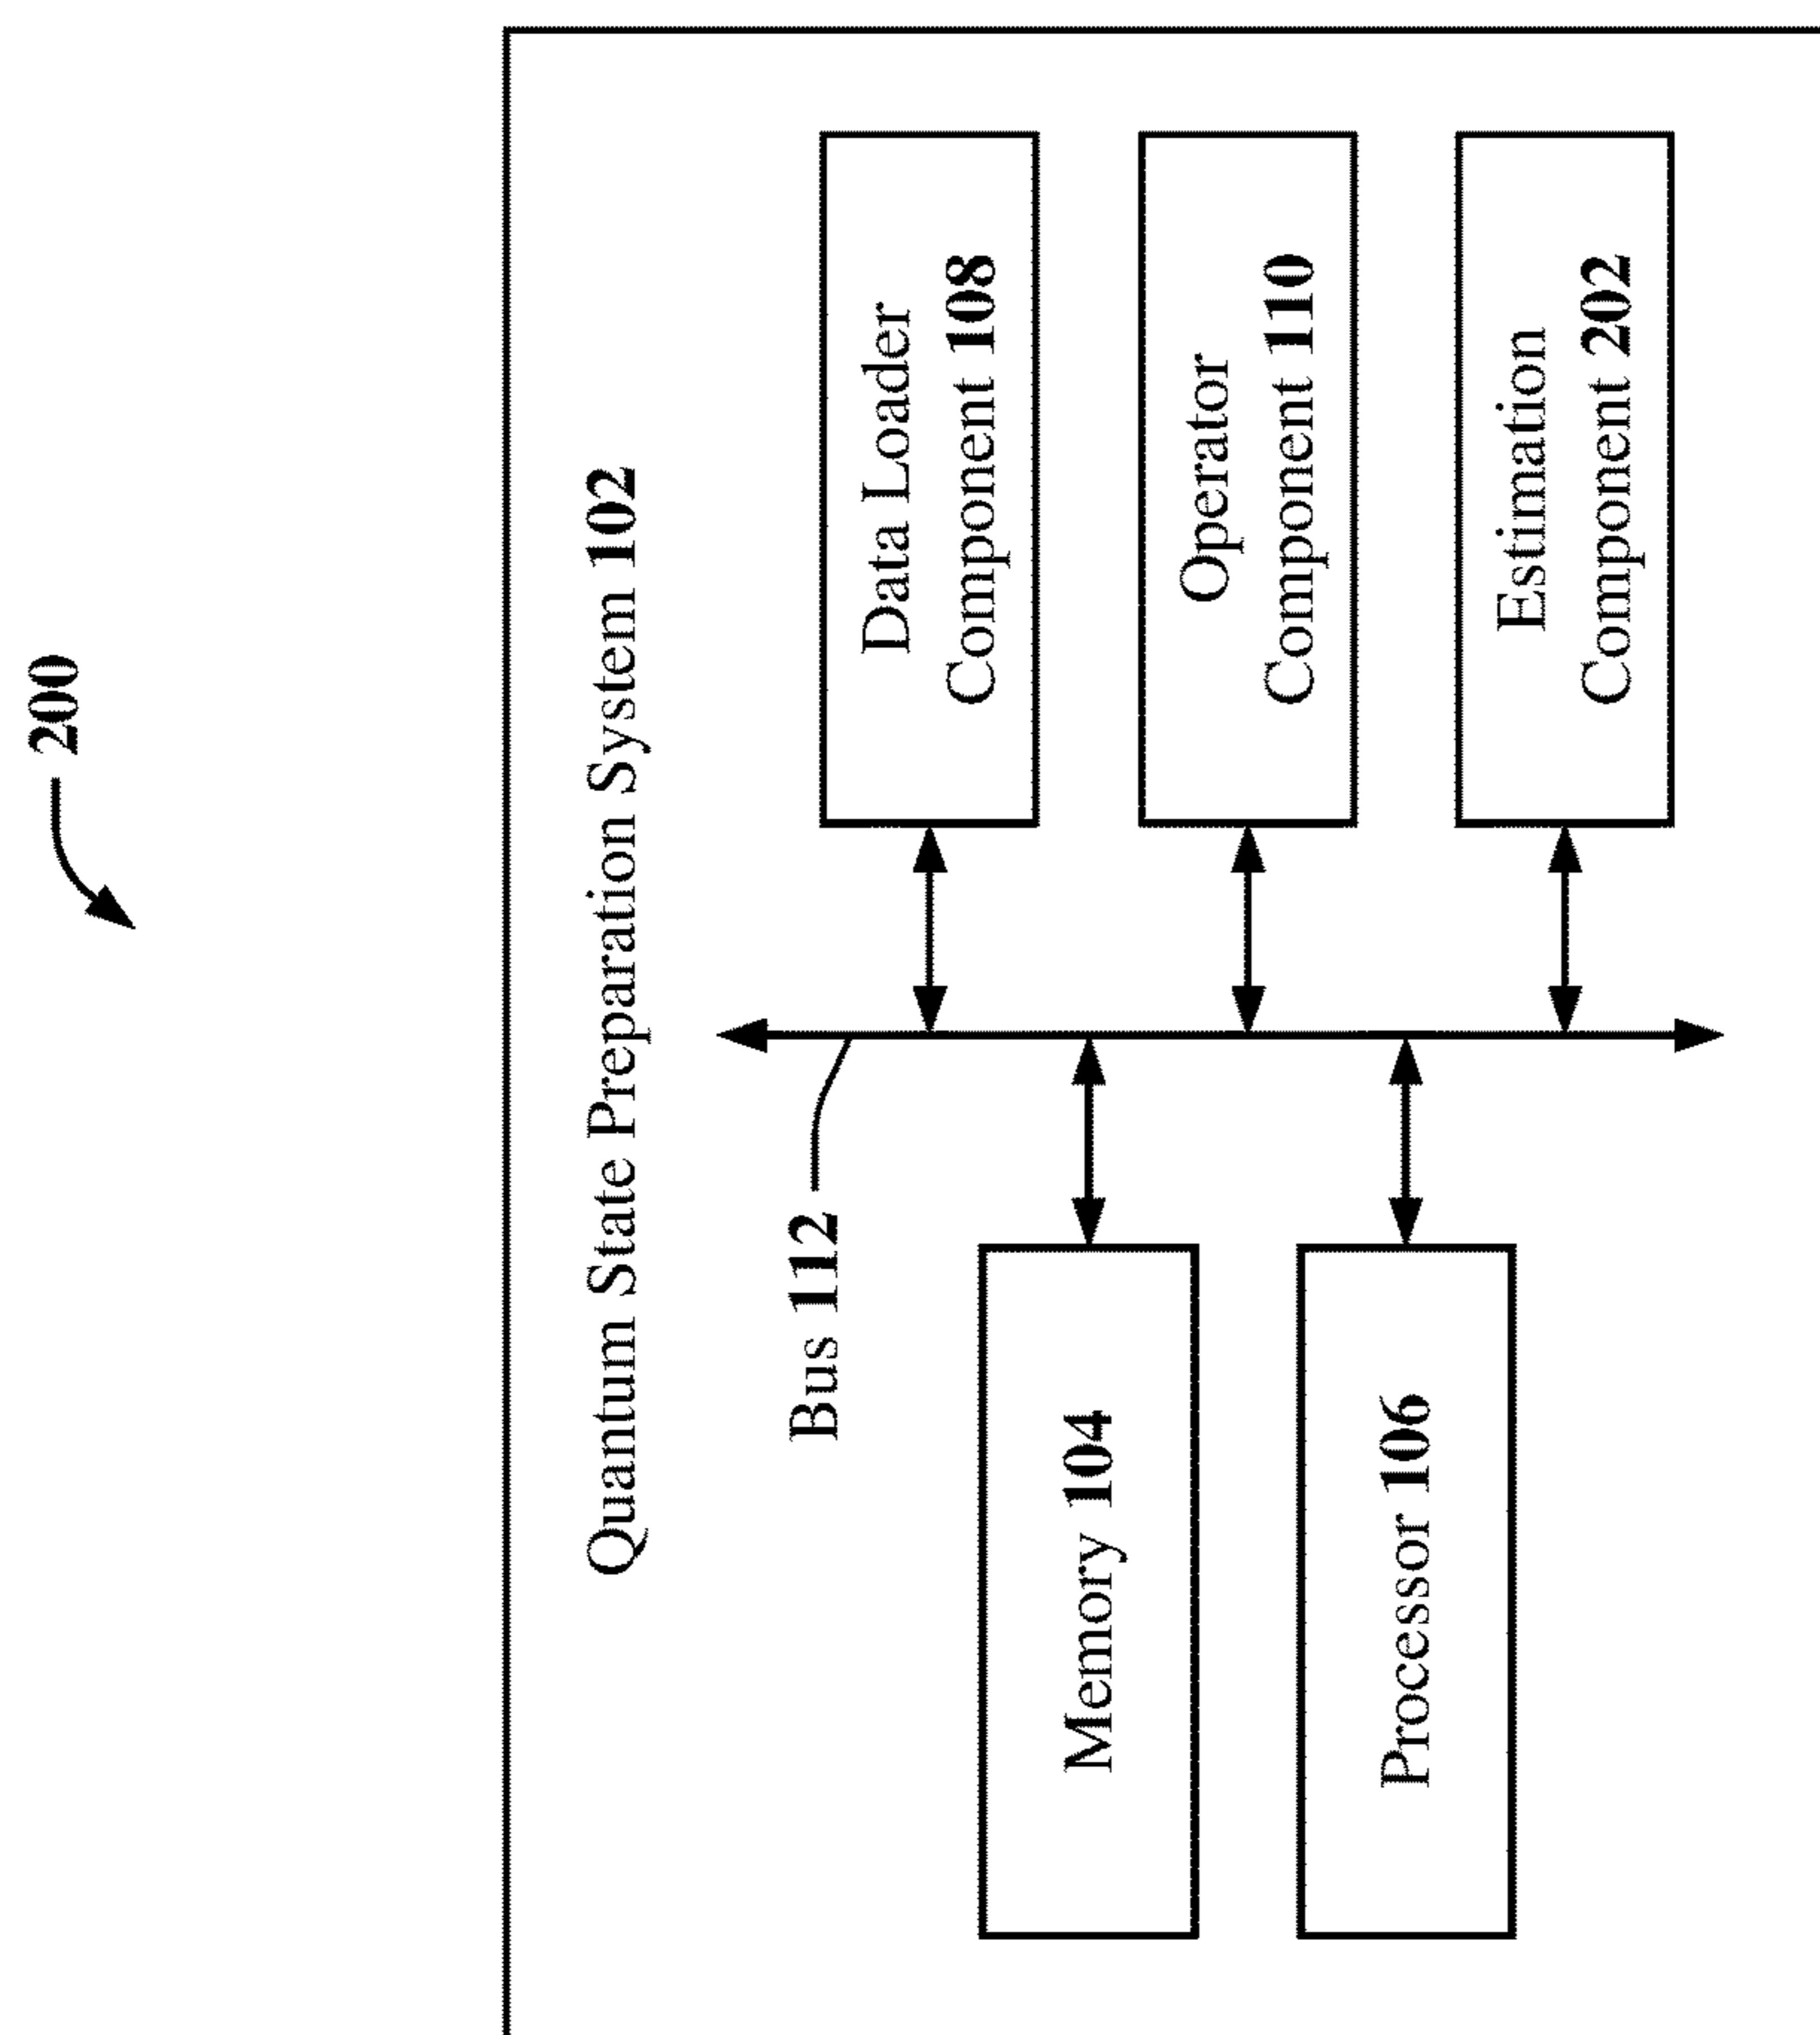 200
Quantum State Preparation System 102
Bus 112
Memory 104
Processor 106
Data Loader
Component 108
Operator
Component 110
Estimation
Component 202